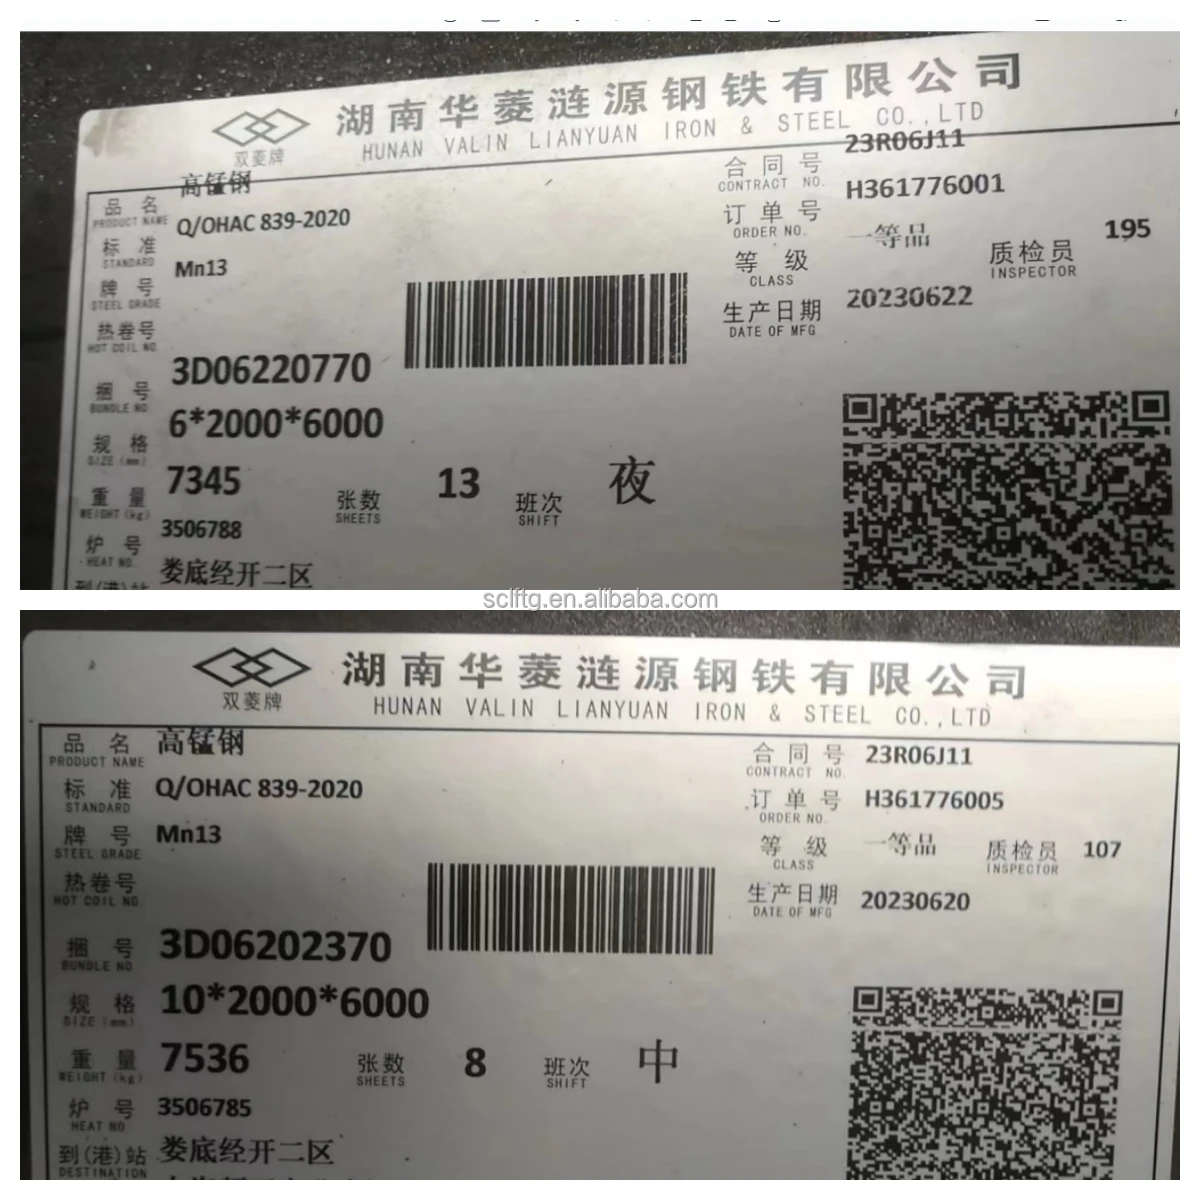 湖南华菱涟源钢铁有限公司
HUNAN VALIN LIANYUAN IRON & STEEL CO.,LTD
双菱牌
品名 高锰钢
PRODUCT NAME
标准 Q/OHAC 839-2020
STANDARD
牌号 Mn13
STEEL GRADE
热卷号
HOT COIL NO
捆号 3D06220770
BUNDLE NO
规格 6*2000*6000
SIZE (mm)
重量 7345
WEIGHT (kg)
张数 13
SHEETS
班次 夜
SHIFT
炉号 3506788
HEAT NO.
到(港)站 娄底经开二区
合同号 23R06J11
CONTRACT NO.
订单号 H361776001
ORDER NO.
等级 一等品
CLASS
质检员 195
INSPECTOR
生产日期 20230622
DATE OF MFG
sclftg.en.alibaba.com
湖南华菱涟源钢铁有限公司
HUNAN VALIN LIANYUAN IRON & STEEL CO.,LTD
双菱牌
品名 高锰钢
PRODUCT NAME
标准 Q/OHAC 839-2020
STANDARD
牌号 Mn13
STEEL GRADE
热卷号
HOT COIL NO.
捆号 3D06202370
BUNDLE NO
规格 10*2000*6000
SIZE (mm)
重量 7536
WEIGHT (kg)
张数 8
SHEETS
班次 中
SHIFT
炉号 3506785
HEAT NO
到(港)站 娄底经开二区
DESTINATION
合同号 23R06J11
CONTRACT NO.
订单号 H361776005
ORDER NO.
等级 一等品
CLASS
质检员 107
INSPECTOR
生产日期 20230620
DATE OF MFG